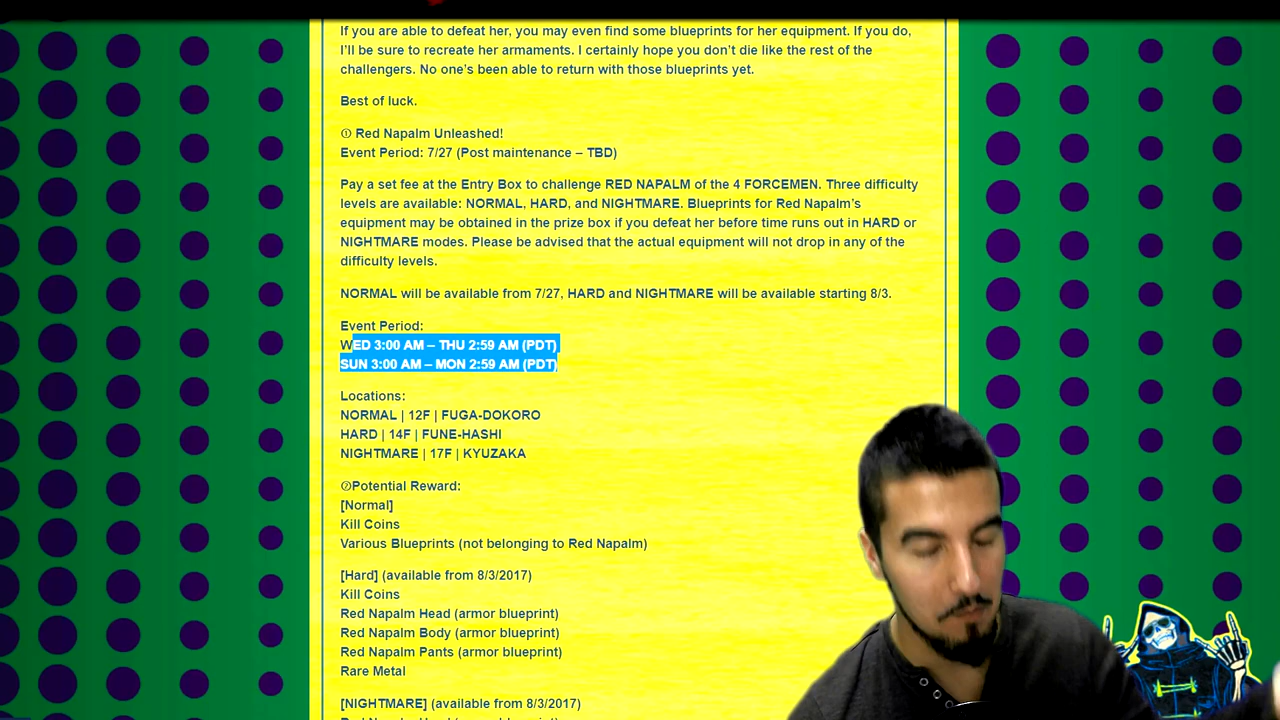 If you are able to defeat her, you may even find some blueprints for her equipment. If you do,
I'll be sure to recreate her armaments. I certainly hope you don't die like the rest of the
challengers. No one's been able to return with those blueprints yet.
Best of luck.
① Red Napalm Unleashed!
Event Period: 7/27 (Post maintenance – TBD)
Pay a set fee at the Entry Box to challenge RED NAPALM of the 4 FORCEMEN. Three difficulty
levels are available: NORMAL, HARD, and NIGHTMARE. Blueprints for Red Napalm's
equipment may be obtained in the prize box if you defeat her before time runs out in HARD or
NIGHTMARE modes. Please be advised that the actual equipment will not drop in any of the
difficulty levels.
NORMAL will be available from 7/27, HARD and NIGHTMARE will be available starting 8/3.
Event Period:
WED 3:00 AM – THU 2:59 AM (PDT)
SUN 3:00 AM – MON 2:59 AM (PDT)
Locations:
NORMAL | 12F | FUGA-DOKORO
HARD | 14F | FUNE-HASHI
NIGHTMARE | 17F | KYUZAKA
②Potential Reward:
[Normal]
Kill Coins
Various Blueprints (not belonging to Red Napalm)
[Hard] (available from 8/3/2017)
Kill Coins
Red Napalm Head (armor blueprint)
Red Napalm Body (armor blueprint)
Red Napalm Pants (armor blueprint)
Rare Metal
[NIGHTMARE] (available from 8/3/2017)